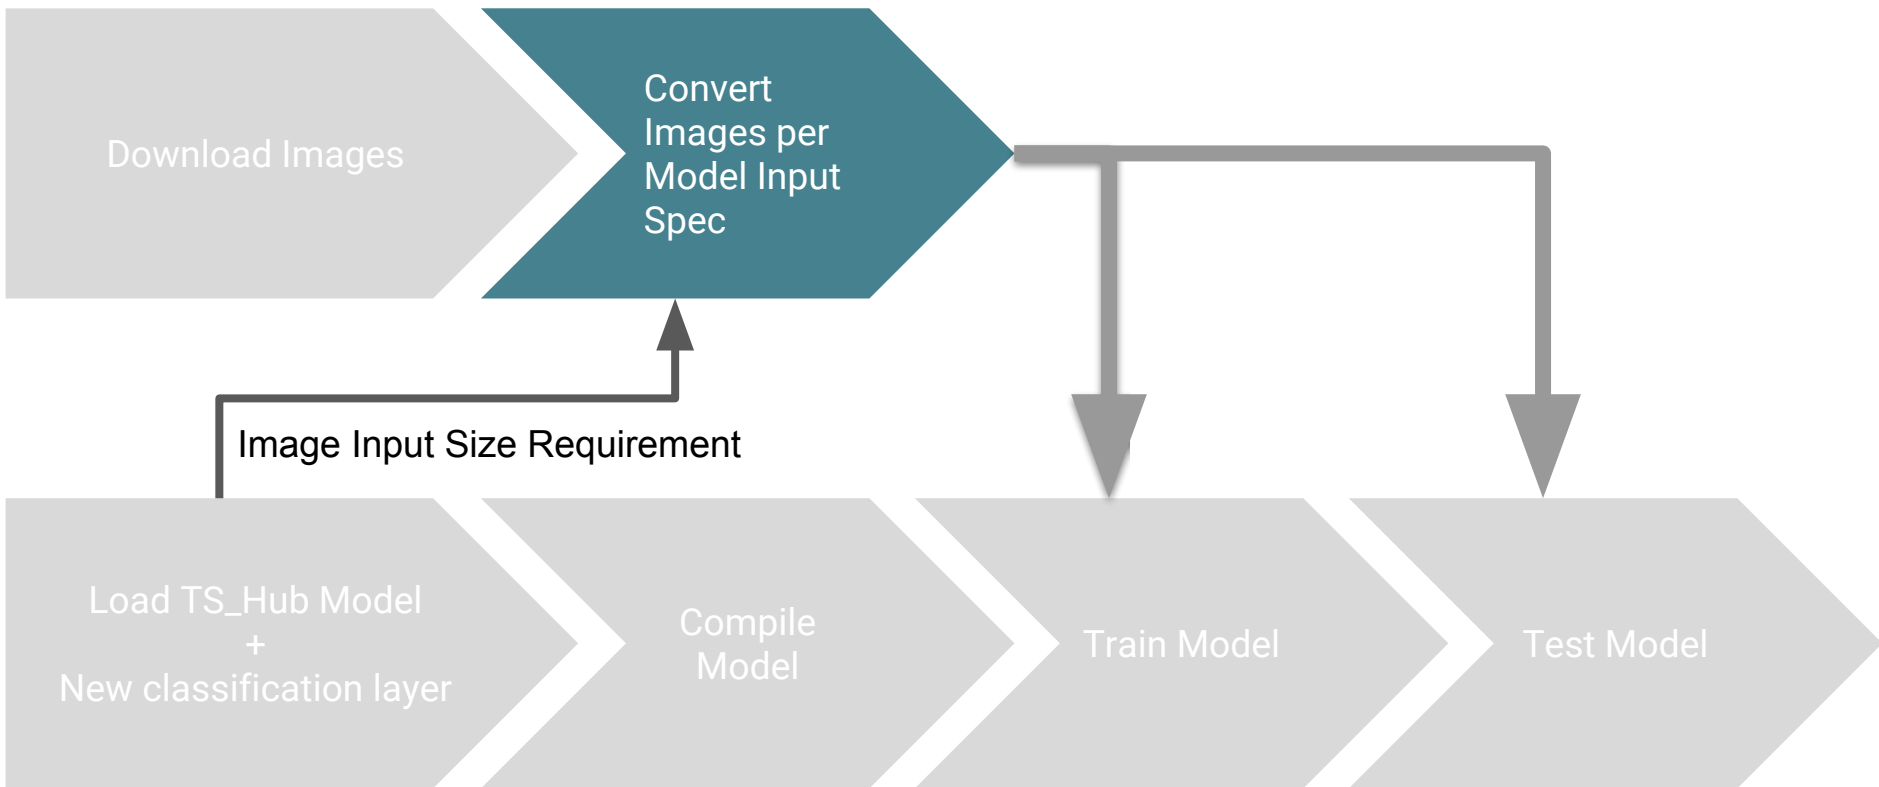 Download Images
Convert
Images per
Model Input
Spec
Image Input Size Requirement
Load TS_Hub Model
+
New classification layer
Compile
Model
Train Model
Test Model